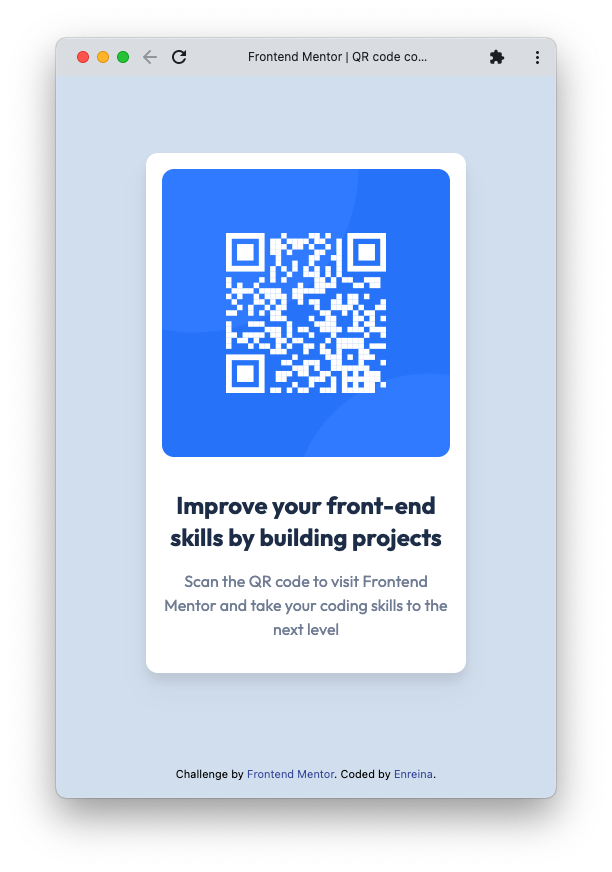 Frontend Mentor | QR code co...
Improve your front-end
skills by building projects
Scan the QR code to visit Frontend
Mentor and take your coding skills to the
next level
Challenge by Frontend Mentor. Coded by Enreina.